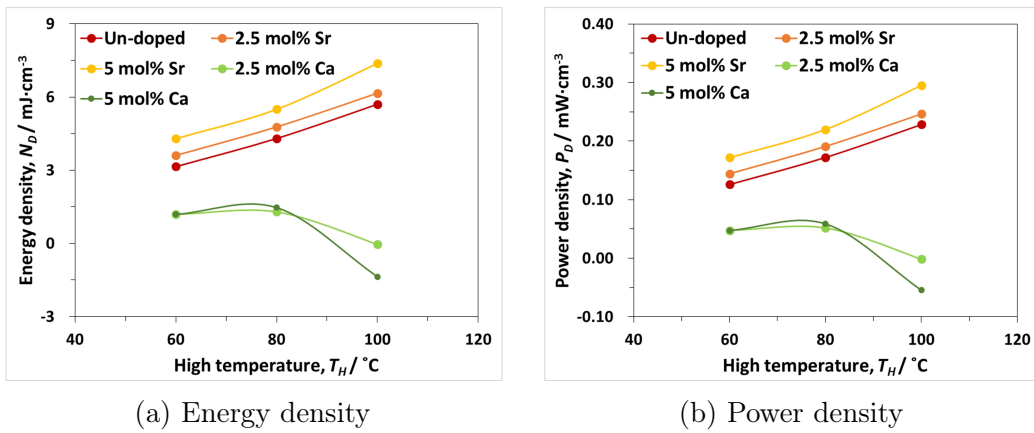 9
6
3
0
-3
Energy density, N_D / mJ·cm⁻³
Un-doped
2.5 mol% Sr
5 mol% Sr
2.5 mol% Ca
5 mol% Ca
40 60 80 100 120
High temperature, T_H / ˚C
(a) Energy density
0.40
0.30
0.20
0.10
0.00
-0.10
Power density, P_D / mW·cm⁻³
Un-doped
2.5 mol% Sr
5 mol% Sr
2.5 mol% Ca
5 mol% Ca
40 60 80 100 120
High temperature, T_H / ˚C
(b) Power density